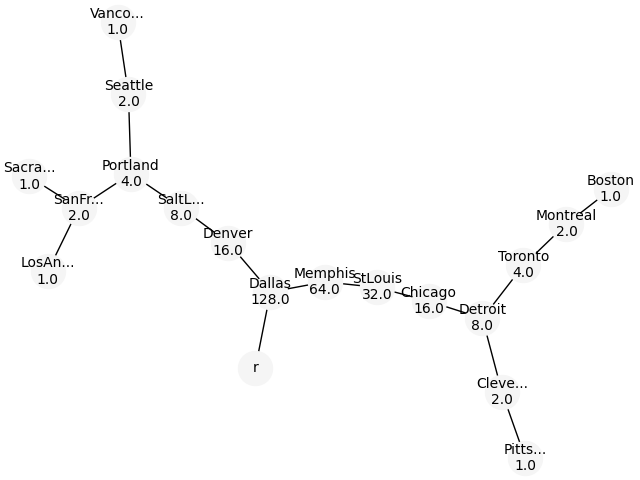 Vanco...
1.0
Seattle
2.0
Portland
4.0
Sacra...
1.0
SanFr...
2.0
SaltL...
8.0
LosAn...
1.0
Denver
16.0
Dallas
128.0
Memphis
64.0
StLouis
32.0
Chicago
16.0
Detroit
8.0
Toronto
4.0
Montreal
2.0
Boston
1.0
r
Cleve...
2.0
Pitts...
1.0